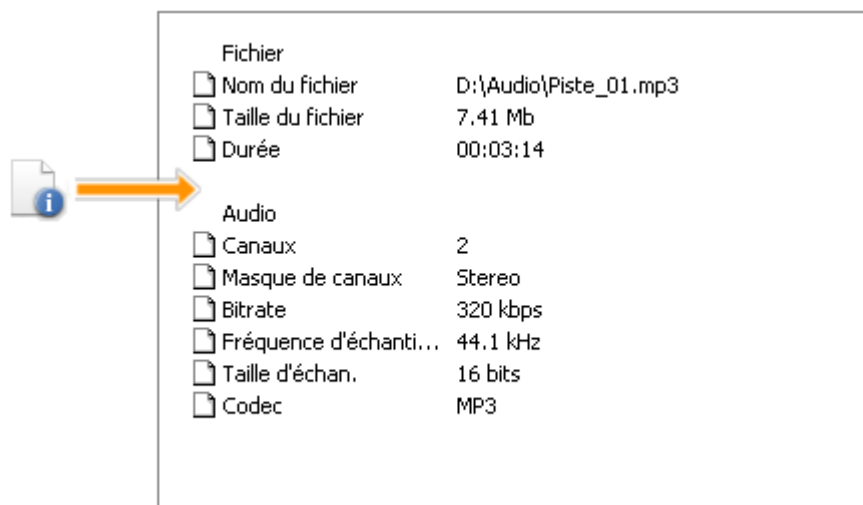 Fichier
Nom du fichier D:\Audio\Piste_01.mp3
Taille du fichier 7.41 Mb
Durée 00:03:14
Audio
Canaux 2
Masque de canaux Stereo
Bitrate 320 kbps
Fréquence d'échanti... 44.1 kHz
Taille d'échan. 16 bits
Codec MP3